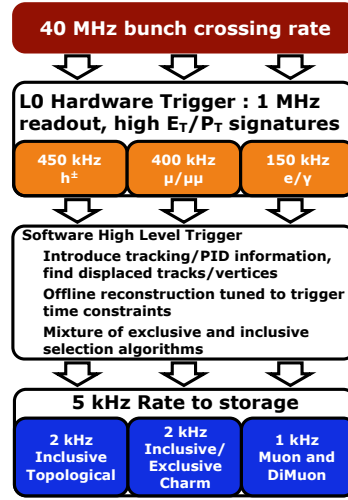 40 MHz bunch crossing rate
L0 Hardware Trigger : 1 MHz
readout, high E_T/P_T signatures
450 kHz
h±
400 kHz
μ/μμ
150 kHz
e/γ
Software High Level Trigger
Introduce tracking/PID information,
find displaced tracks/vertices
Offline reconstruction tuned to trigger
time constraints
Mixture of exclusive and inclusive
selection algorithms
5 kHz Rate to storage
2 kHz
Inclusive
Topological
2 kHz
Inclusive/
Exclusive
Charm
1 kHz
Muon and
DiMuon